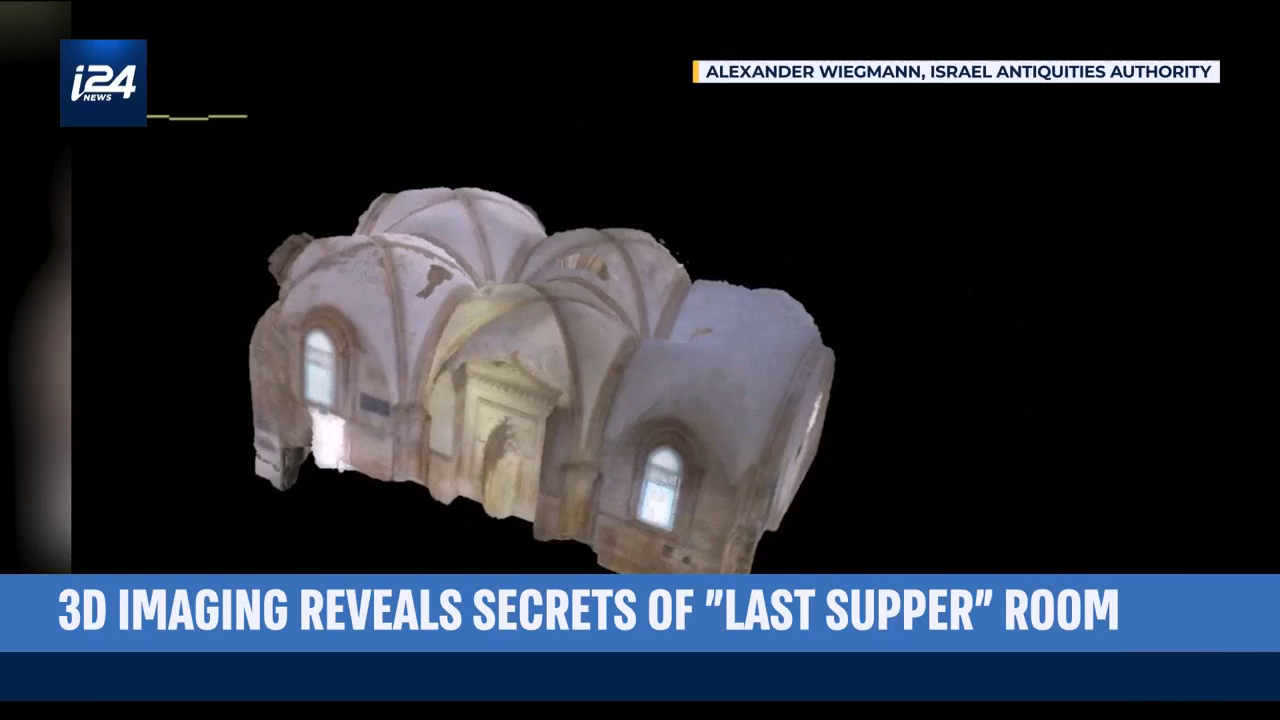 i24
NEWS
ALEXANDER WIEGMANN, ISRAEL ANTIQUITIES AUTHORITY
3D IMAGING REVEALS SECRETS OF "LAST SUPPER" ROOM